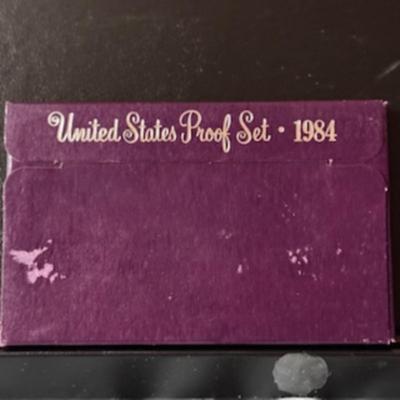 United States Proof Set · 1984